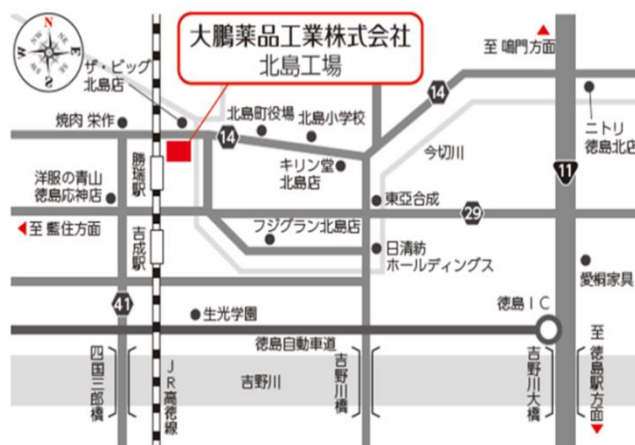 大鵬薬品工業株式会社
北島工場
N
NE
E
SE
S
SW
W
NW
至 鳴門方面
ザ・ビッグ
北島店
焼肉 栄作
14
北島町役場
北島小学校
14
ニトリ
徳島北店
キリン堂
北島店
今切川
11
勝瑞駅
洋服の青山
徳島応神店
東亞合成
29
至 藍住方面
吉成駅
フジグラン北島店
日清紡
ホールディングス
愛桐家具
41
生光学園
徳島IC
徳島自動車道
四国三郎橋
JR高徳線
吉野川
吉野川橋
吉野川大橋
至 徳島駅方面